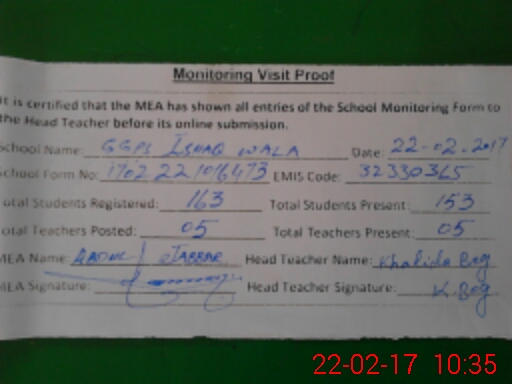 Monitoring Visit Proof
It is certified that the MEA has shown all entries of the School Monitoring Form to
the Head Teacher before its online submission.
School Name: GGPS ISHAQ WALA Date: 22-02-2017
School Form No: 1702221016473 EMIS Code: 32330365
Total Students Registered: 163 Total Students Present: 153
Total Teachers Posted: 05 Total Teachers Present: 05
MEA Name: ABDUL JABBAR Head Teacher Name: Khalida Beg
MEA Signature: Head Teacher Signature: K.Beg
22-02-17 10:35